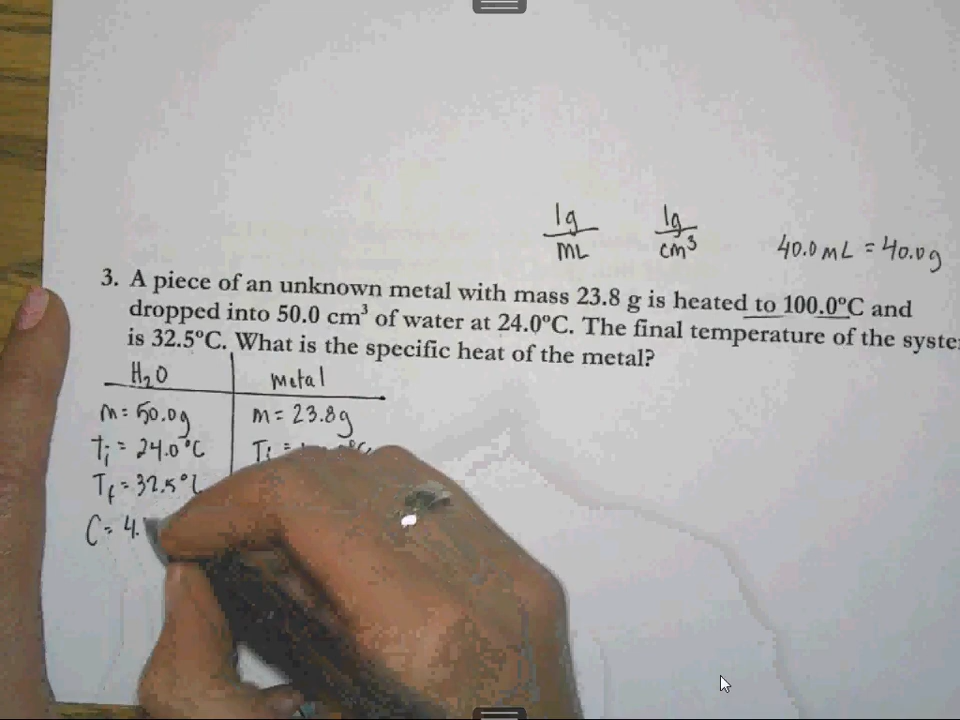 1g/mL 1g/cm³ 40.0 mL = 40.0g
3. A piece of an unknown metal with mass 23.8 g is heated to 100.0°C and
dropped into 50.0 cm³ of water at 24.0°C. The final temperature of the
is 32.5°C. What is the specific heat of the metal?
H₂O Metal
m = 50.0g m = 23.8g
Ti = 24.0°C Ti =
Tf = 32.5°C
C = 4.